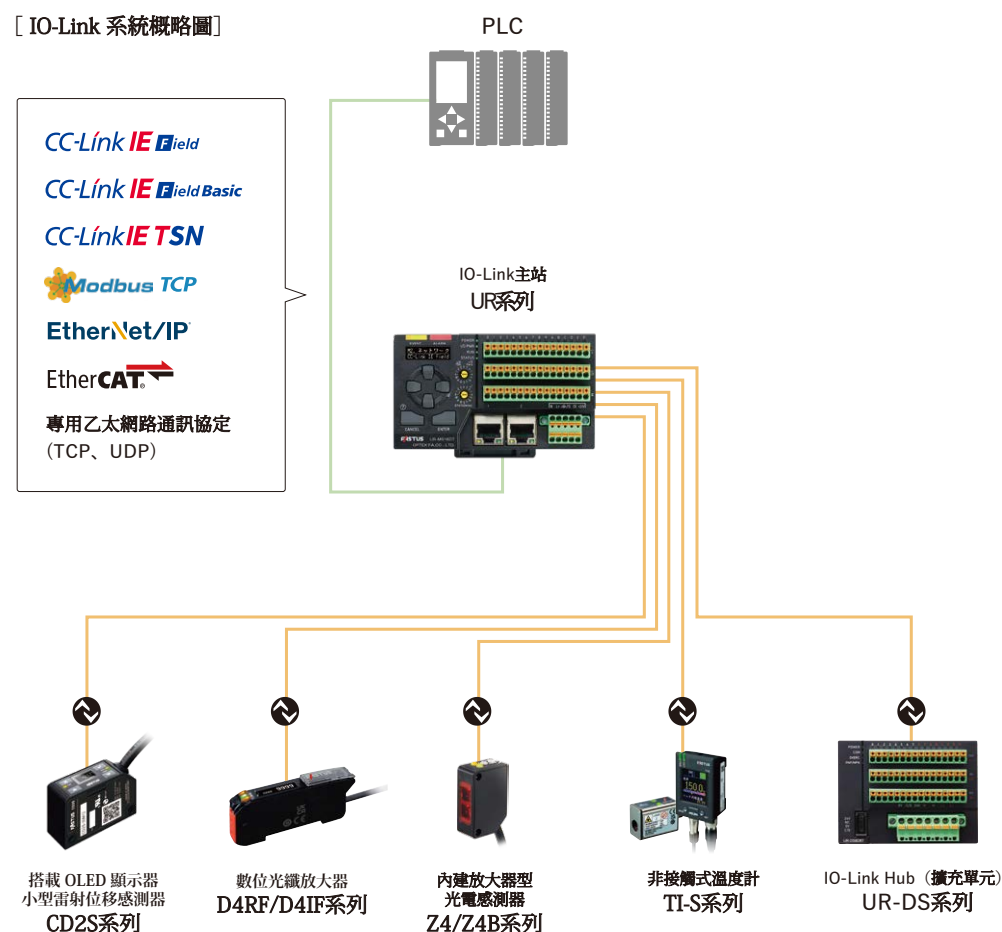 [ IO-Link 系統概略圖]
PLC
CC-Link IE Field
CC-Link IE Field Basic
CC-Link IE TSN
Modbus TCP
EtherNet/IP
EtherCAT®
專用乙太網路通訊協定
(TCP、UDP)
IO-Link主站
UR系列
搭載 OLED 顯示器
小型雷射位移感測器
CD2S系列
數位光纖放大器
D4RF/D4IF系列
內建放大器型
光電感測器
Z4/Z4B系列
非接觸式溫度計
TI-S系列
IO-Link Hub（擴充單元）
UR-DS系列